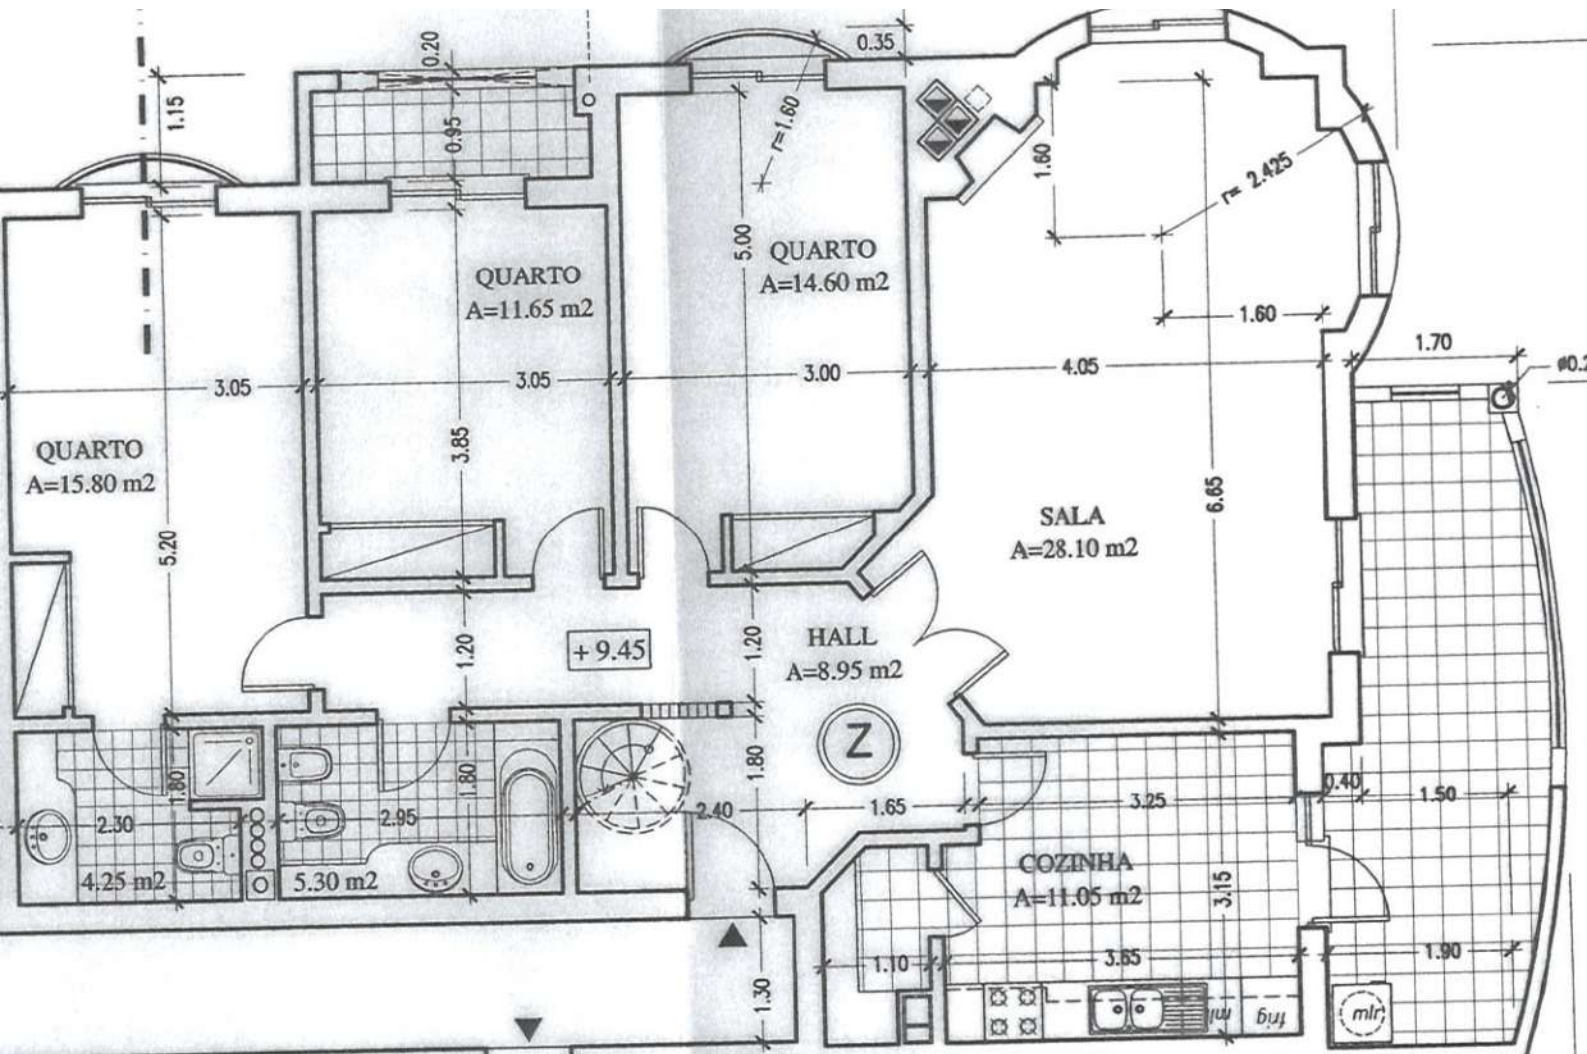 0.20
0.35
1.15
0.95
r=1.60
1.60
r= 2.425
5.00
QUARTO
A=14.60 m2
QUARTO
A=11.65 m2
1.60
1.70
3.05
3.05
3.00
4.05
QUARTO
A=15.80 m2
3.85
6.65
SALA
A=28.10 m2
5.20
1.20
+ 9.45
1.20
HALL
A=8.95 m2
Z
1.80
1.80
1.80
0.40
2.30
2.95
2.40
1.65
3.25
1.50
4.25 m2
5.30 m2
COZINHA
A=11.05 m2
3.15
1.10
3.65
1.90
1.30
frig
mlr